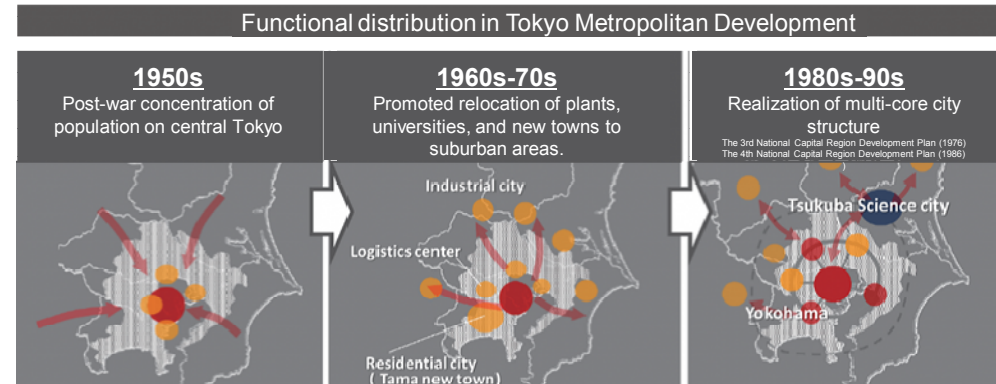 Functional distribution in Tokyo Metropolitan Development
1950s
Post-war concentration of
population on central Tokyo
1960s-70s
Promoted relocation of plants,
universities, and new towns to
suburban areas.
1980s-90s
Realization of multi-core city
structure
The 3rd National Capital Region Development Plan (1976)
The 4th National Capital Region Development Plan (1986)
Industrial city
Logistics center
Residential city
( Tama new town)
Tsukuba Science city
Yokohama